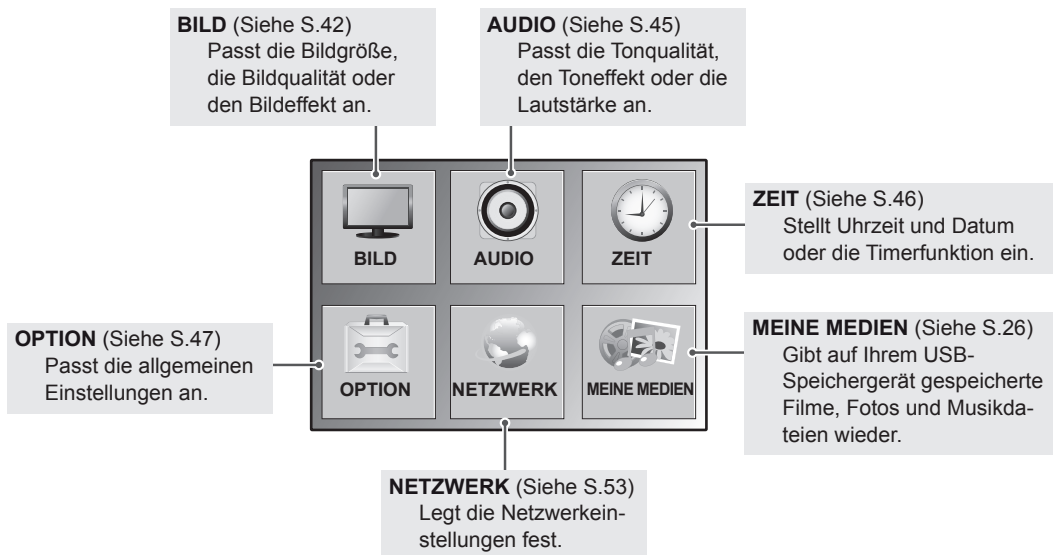 BILD (Siehe S.42)
Passt die Bildgröße,
die Bildqualität oder
den Bildeffekt an.
AUDIO (Siehe S.45)
Passt die Tonqualität,
den Toneffekt oder die
Lautstärke an.
BILD
AUDIO
ZEIT
ZEIT (Siehe S.46)
Stellt Uhrzeit und Datum
oder die Timerfunktion ein.
OPTION (Siehe S.47)
Passt die allgemeinen
Einstellungen an.
OPTION
NETZWERK
MEINE MEDIEN
MEINE MEDIEN (Siehe S.26)
Gibt auf Ihrem USB-
Speichergerät gespeicherte
Filme, Fotos und Musikda-
teien wieder.
NETZWERK (Siehe S.53)
Legt die Netzwerkein-
stellungen fest.